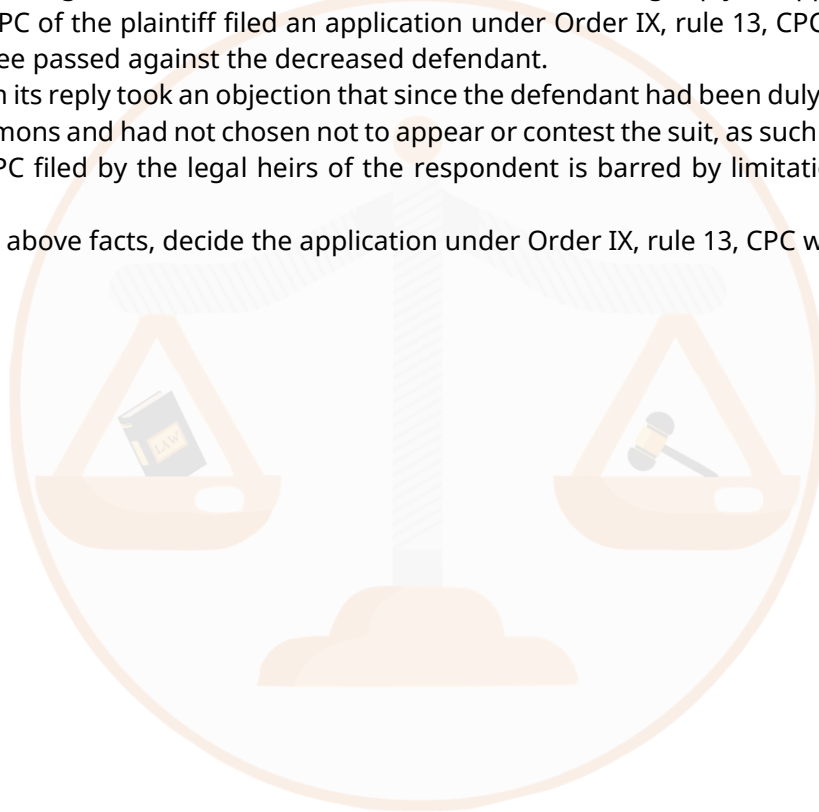 PC of the plaintiff filed an application under Order IX, rule 13, CPC
ee passed against the decreased defendant.
n its reply took an objection that since the defendant had been duly
mons and had not chosen not to appear or contest the suit, as such
PC filed by the legal heirs of the respondent is barred by limitati
above facts, decide the application under Order IX, rule 13, CPC w
LAW